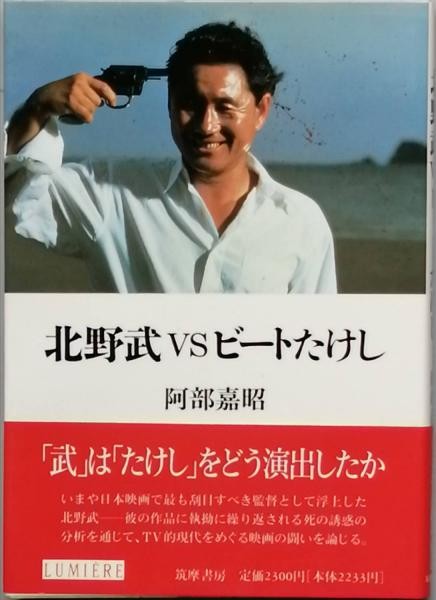 北野武 VS ビートたけし
阿部嘉昭
「武」は「たけし」をどう演出したか
いまや日本映画で最も刮目すべき監督として浮上した
北野武──彼の作品に執拗に繰り返される死の誘惑の
分析を通じて、TV的現代をめぐる映画の闘いを論じる。
LUMIÈRE
筑摩書房 定価2300円[本体2233円]